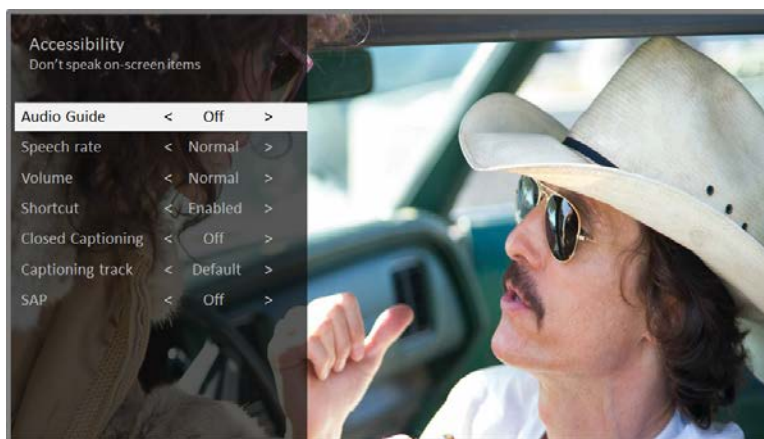 Accessibility
Don't speak on-screen items
Audio Guide < Off >
Speech rate < Normal >
Volume < Normal >
Shortcut < Enabled >
Closed Captioning < Off >
Captioning track < Default >
SAP < Off >